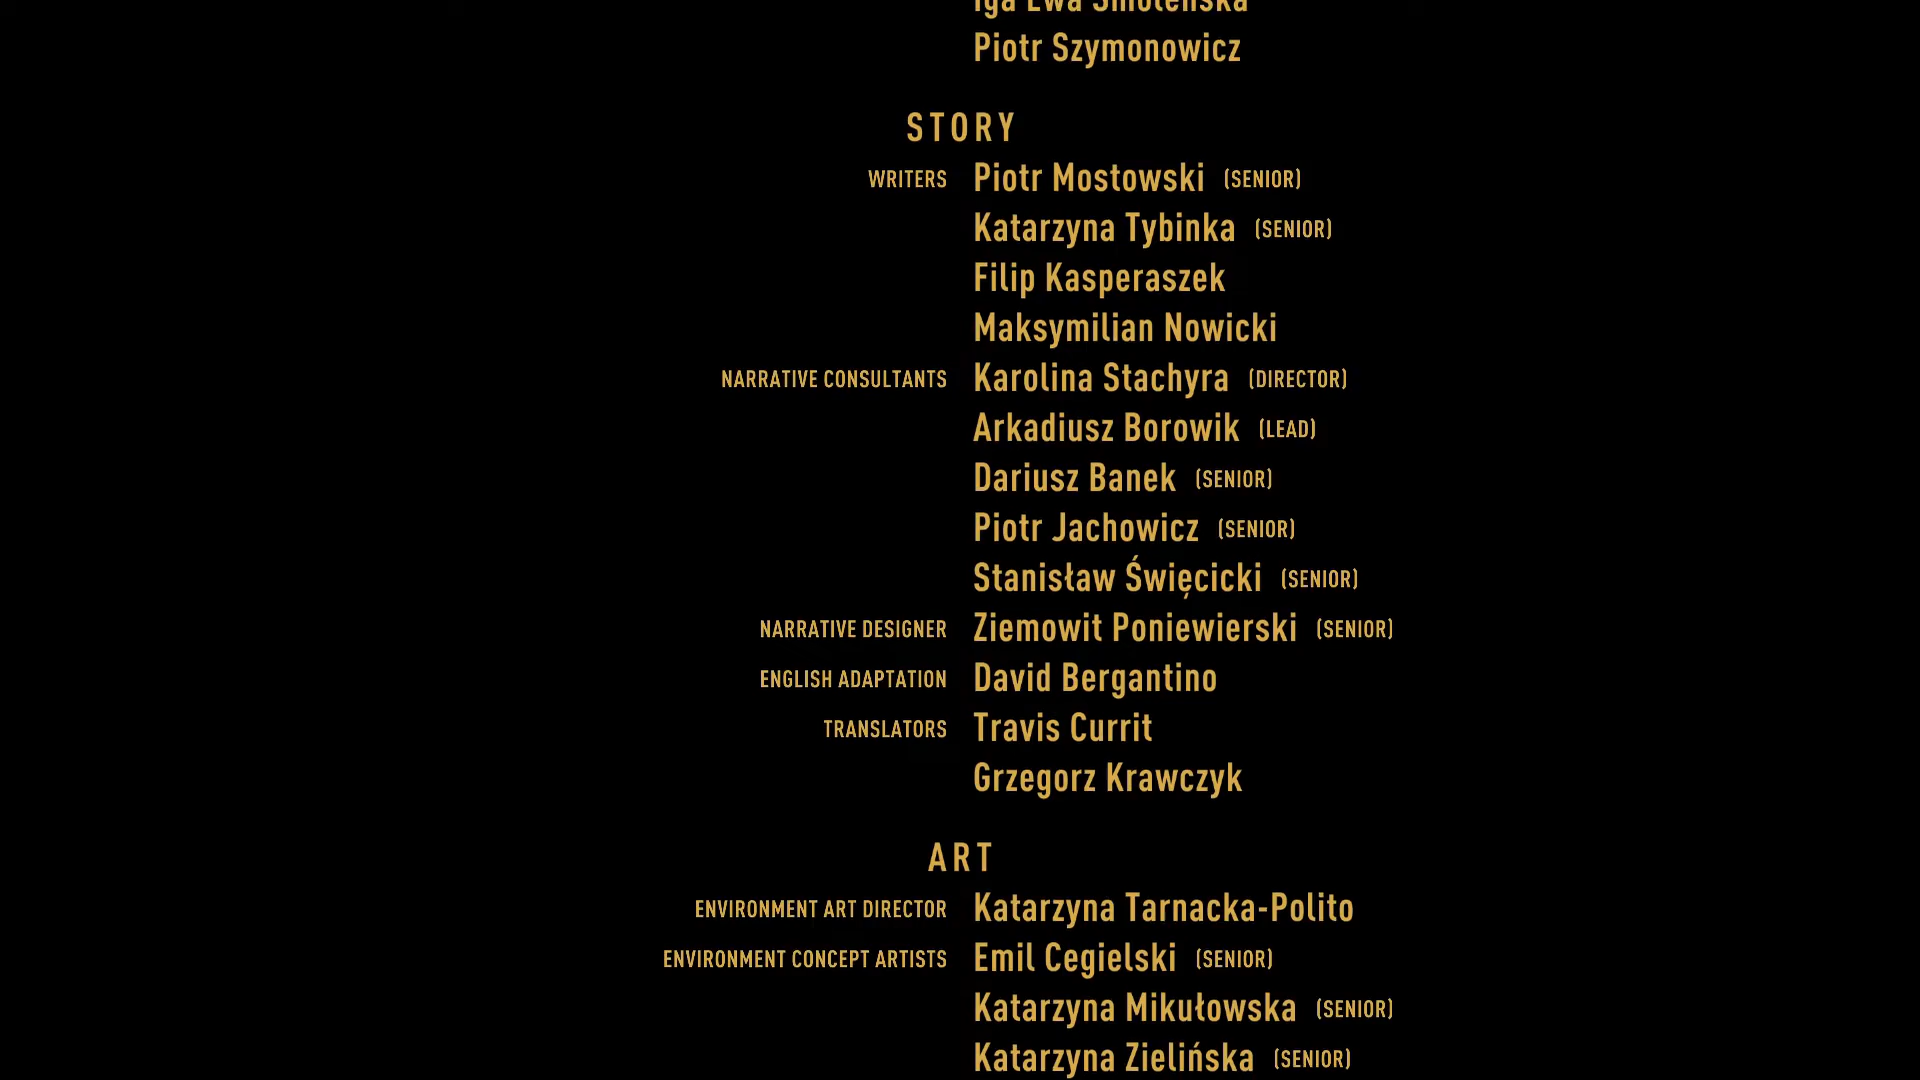 Iga Ewa Smoleńska
Piotr Szymonowicz
STORY
WRITERS Piotr Mostowski (SENIOR)
Katarzyna Tybinka (SENIOR)
Filip Kasperaszek
Maksymilian Nowicki
NARRATIVE CONSULTANTS Karolina Stachyra (DIRECTOR)
Arkadiusz Borowik (LEAD)
Dariusz Banek (SENIOR)
Piotr Jachowicz (SENIOR)
Stanisław Święcicki (SENIOR)
NARRATIVE DESIGNER Ziemowit Poniewierski (SENIOR)
ENGLISH ADAPTATION David Bergantino
TRANSLATORS Travis Currit
Grzegorz Krawczyk
ART
ENVIRONMENT ART DIRECTOR Katarzyna Tarnacka-Polito
ENVIRONMENT CONCEPT ARTISTS Emil Cegielski (SENIOR)
Katarzyna Mikułowska (SENIOR)
Katarzyna Zielińska (SENIOR)